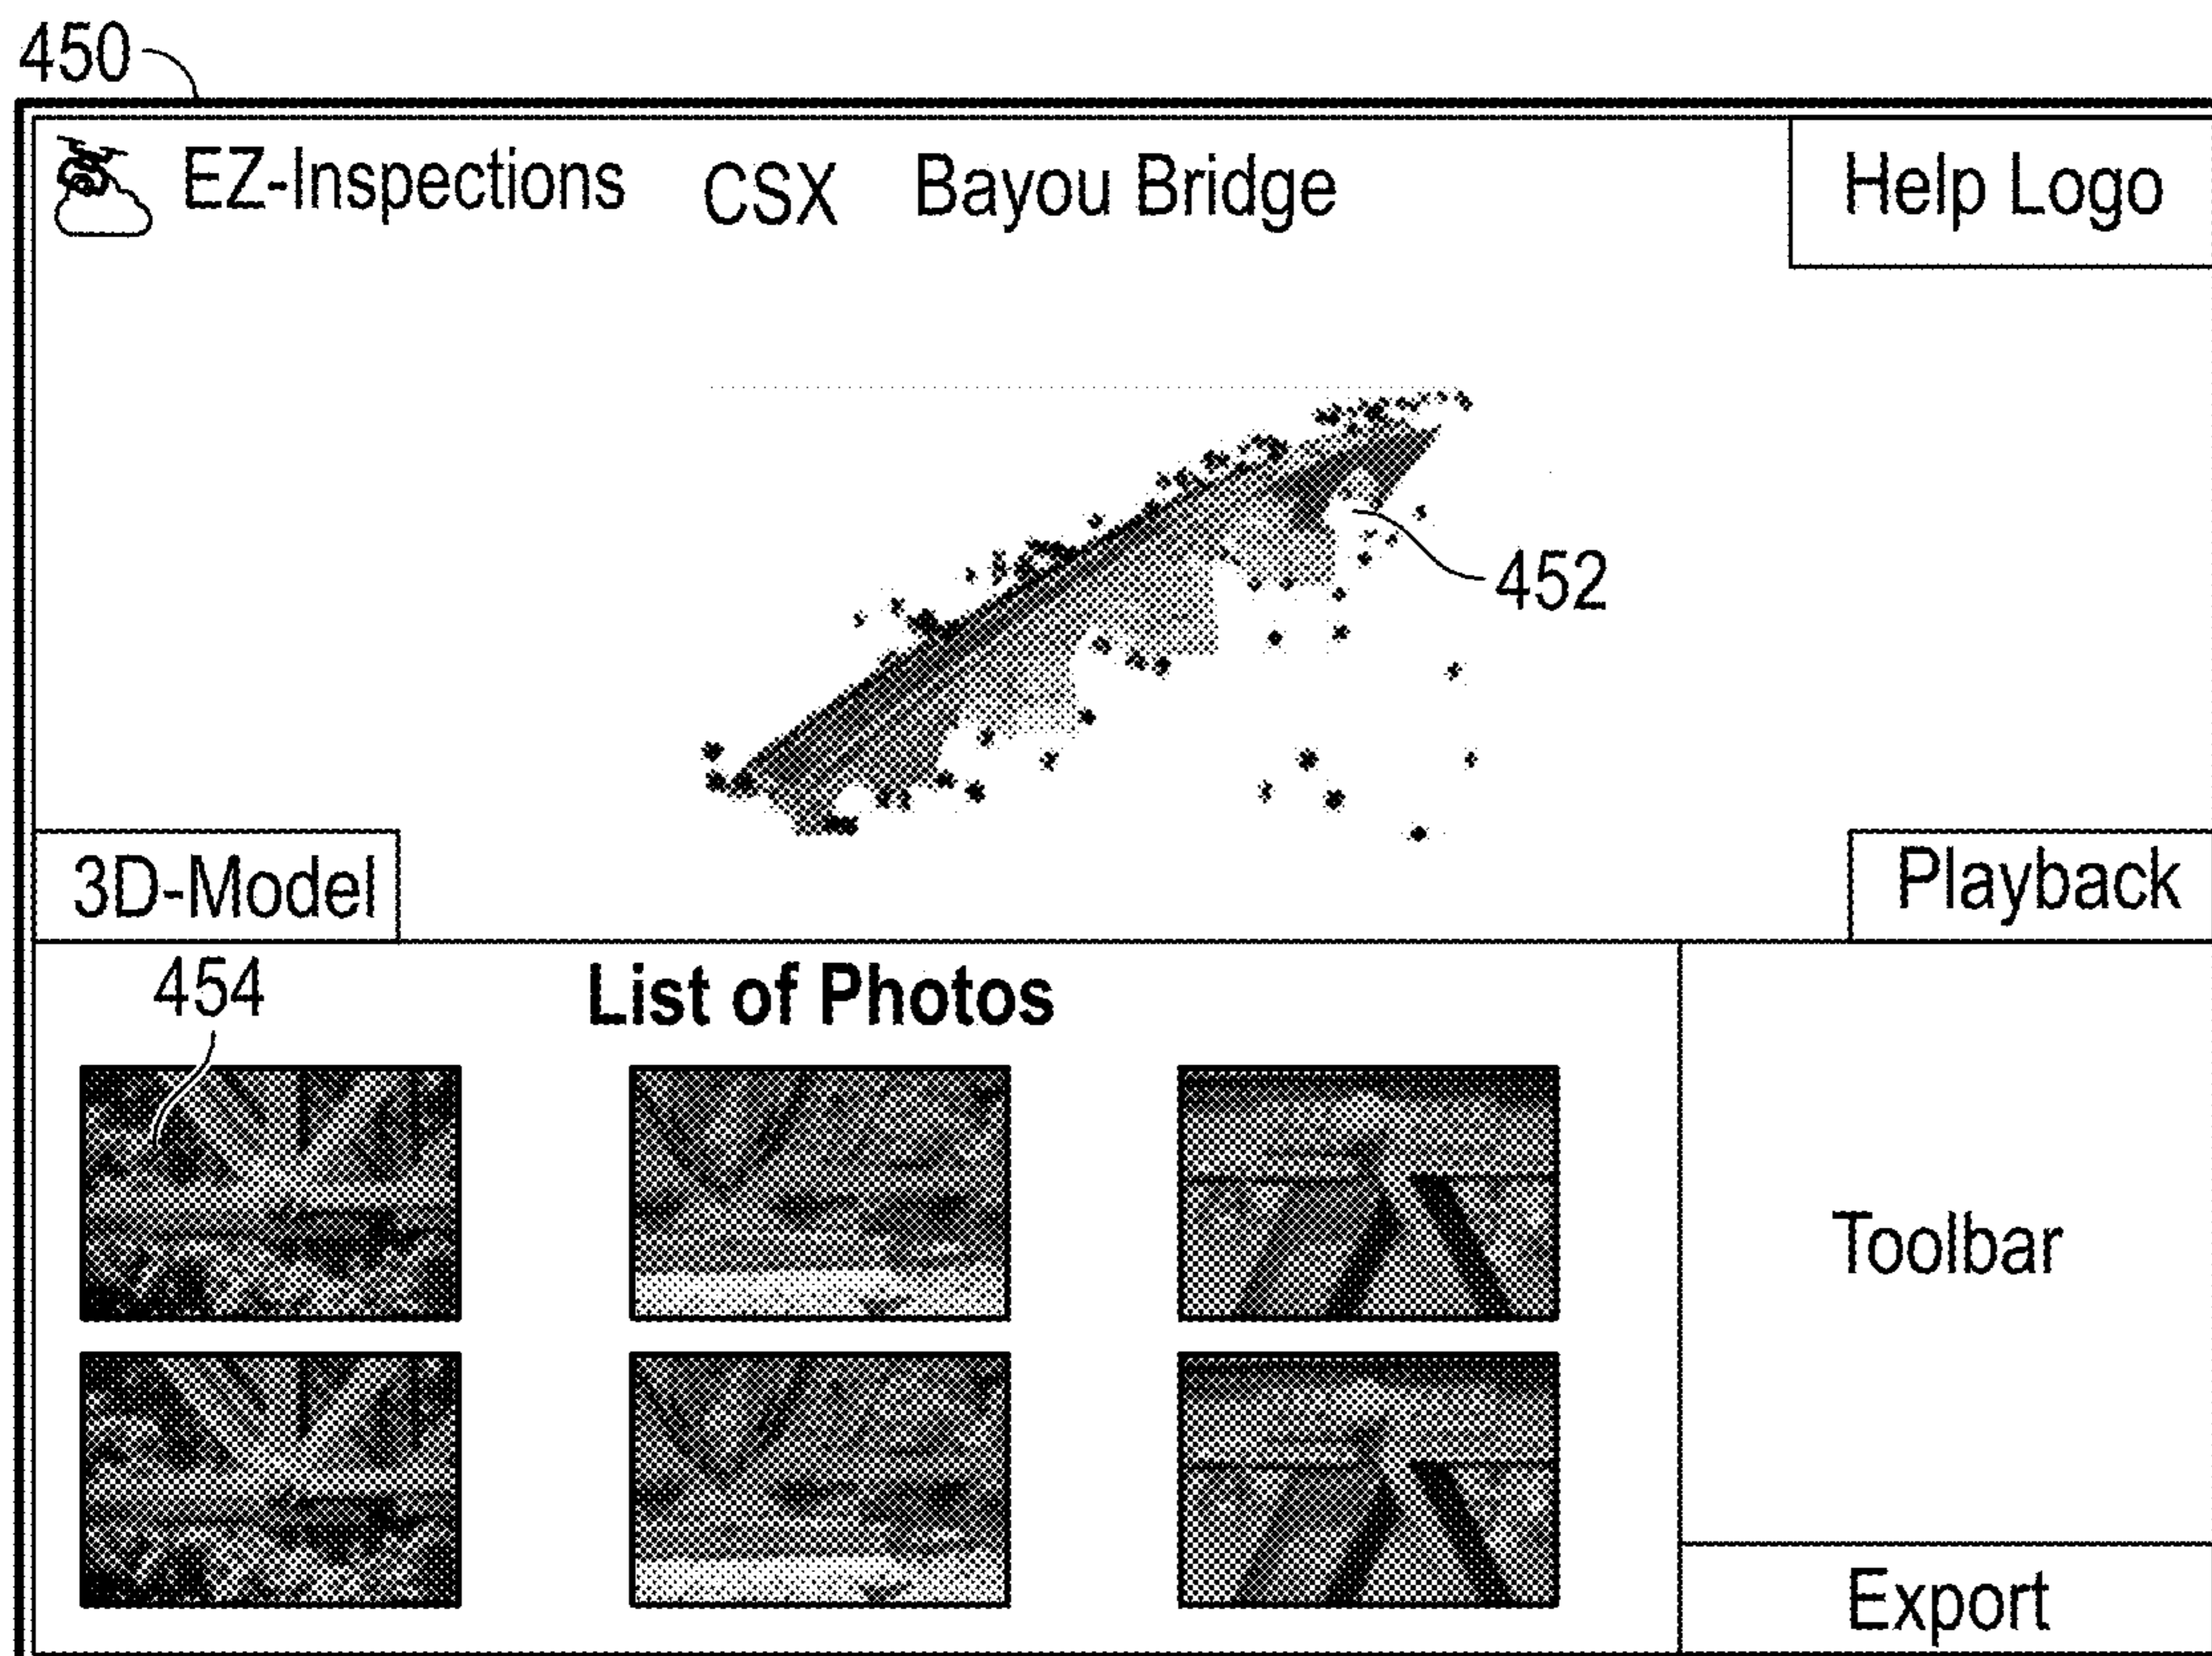 450
EZ-Inspections CSX Bayou Bridge Help Logo
452
3D-Model Playback
454 List of Photos
Toolbar
Export